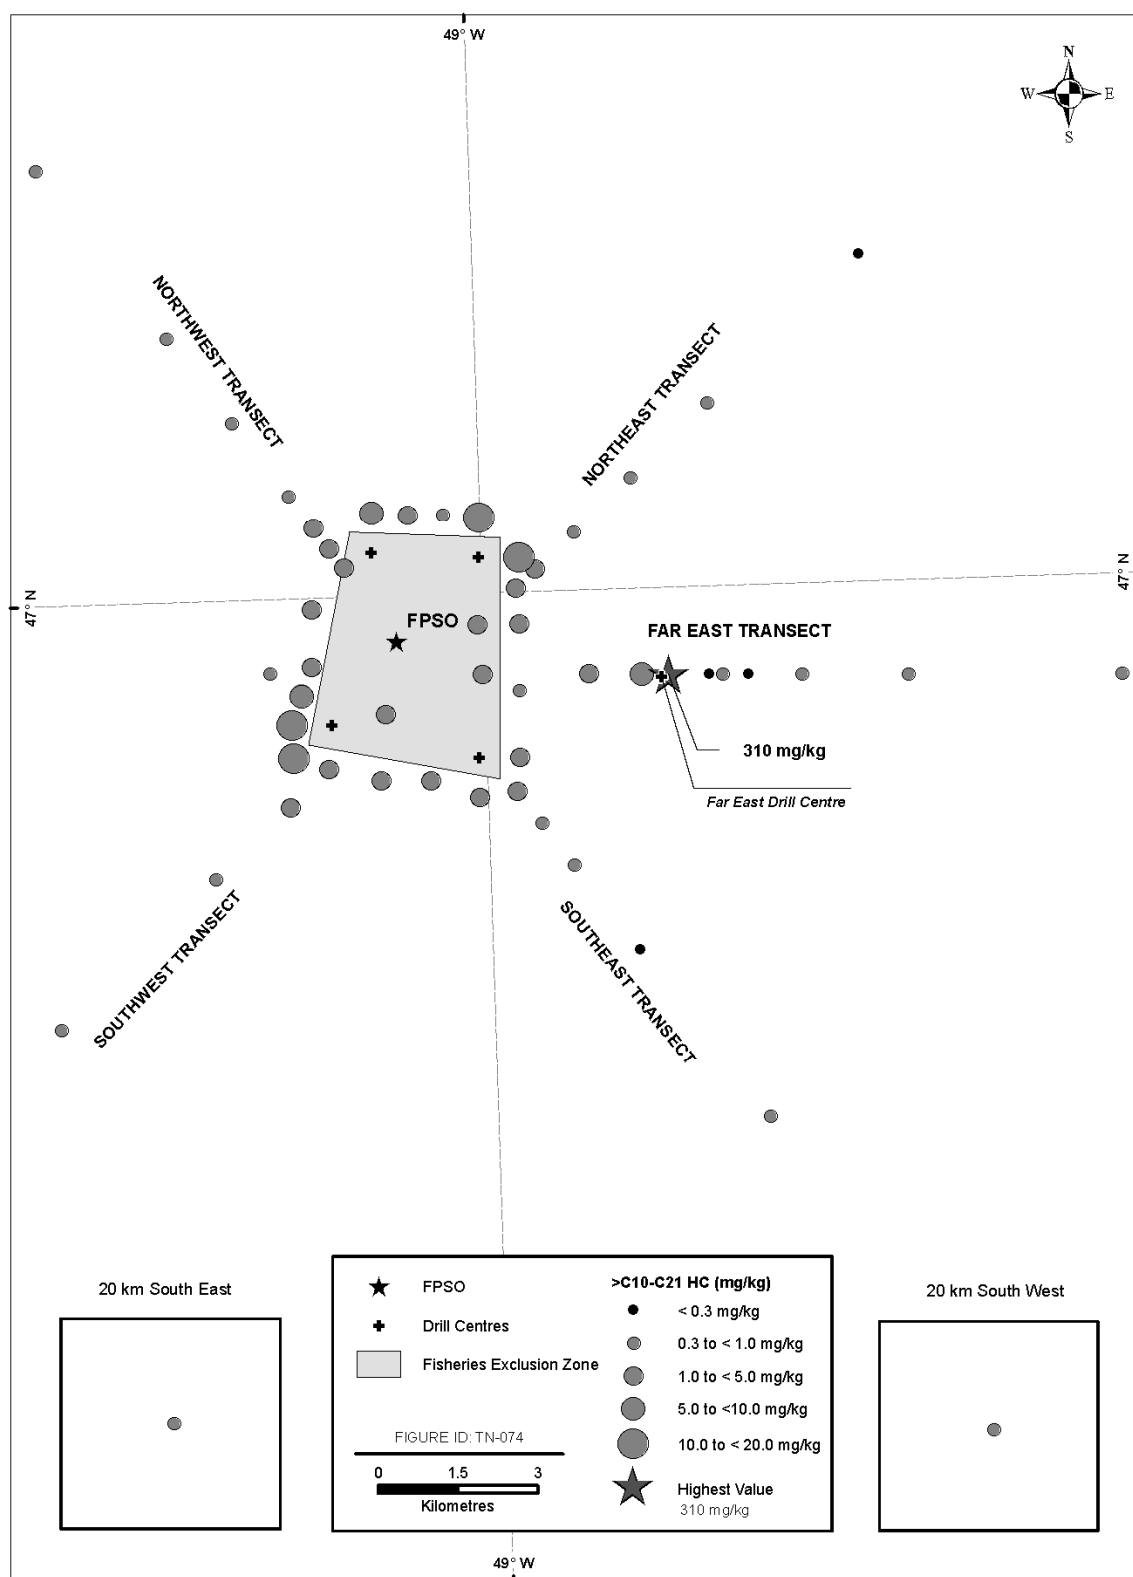 49° W
N
W
E
S
NORTHWEST TRANSECT
NORTHEAST TRANSECT
47° N
47° N
FPSO
FAR EAST TRANSECT
310 mg/kg
Far East Drill Centre
SOUTHWEST TRANSECT
SOUTHEAST TRANSECT
20 km South East
20 km South West
FPSO
Drill Centres
Fisheries Exclusion Zone
FIGURE ID: TN-074
0 1.5 3
Kilometres
>C10-C21 HC (mg/kg)
< 0.3 mg/kg
0.3 to < 1.0 mg/kg
1.0 to < 5.0 mg/kg
5.0 to <10.0 mg/kg
10.0 to < 20.0 mg/kg
Highest Value
310 mg/kg
49° W